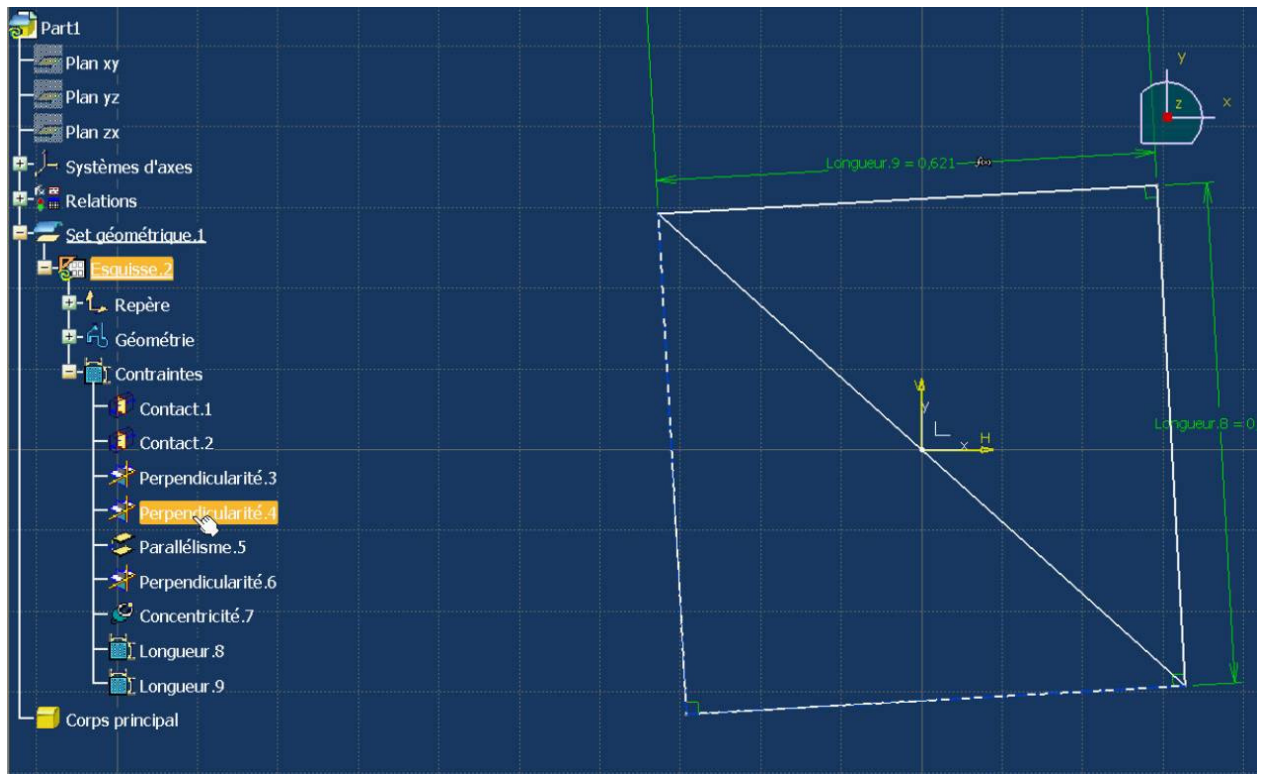 Part1
Plan xy
Plan yz
Plan zx
Systèmes d'axes
Relations
Set géométrique.1
Esquisse.2
Repère
Géométrie
Contraintes
Contact.1
Contact.2
Perpendicularité.3
Perpendicularité.4
Parallélisme.5
Perpendicularité.6
Concentricité.7
Longueur.8
Longueur.9
Corps principal
y
z x
Longueur.9 = 0,621 f(x)
V
y
x H
Longueur.8 = 0